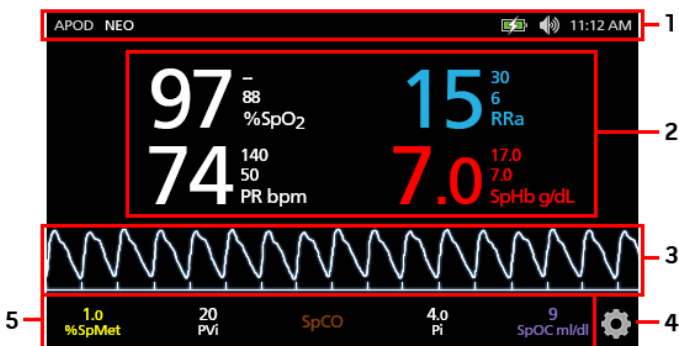 APOD NEO 11:12 AM 1
97 – 88 %SpO2 15 30 6 RRa
2
74 140 50 PR bpm 7.0 17.0 7.0 SpHb g/dL
3
5 1.0 %SpMet 20 PVi SpCO 4.0 Pi 9 SpOC ml/dl 4